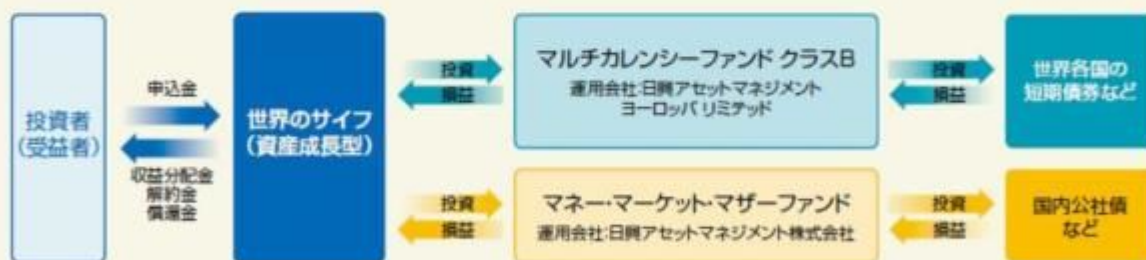 投資者
(受益者)
申込金
収益分配金
解約金
償還金
世界のサイフ
(資産成長型)
投資
損益
マルチカレンシーファンド クラスB
運用会社:日興アセットマネジメント
ヨーロッパ リミテッド
投資
損益
世界各国の
短期債券など
投資
損益
マネー・マーケット・マザーファンド
運用会社:日興アセットマネジメント株式会社
投資
損益
国内公社債
など